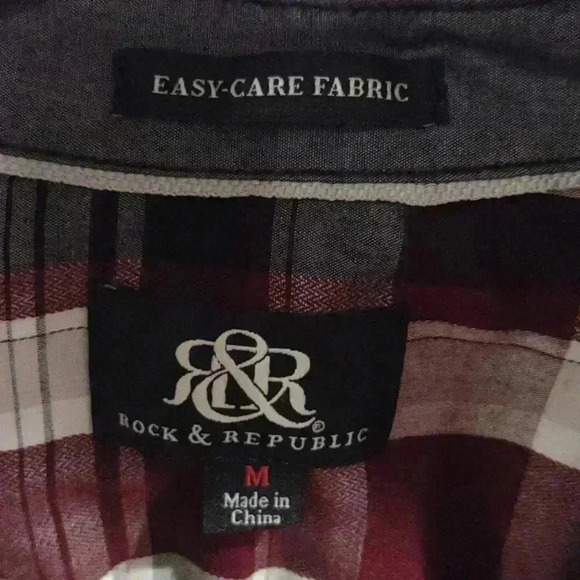 EASY-CARE FABRIC
R&R
ROCK & REPUBLIC®
M
Made in
China